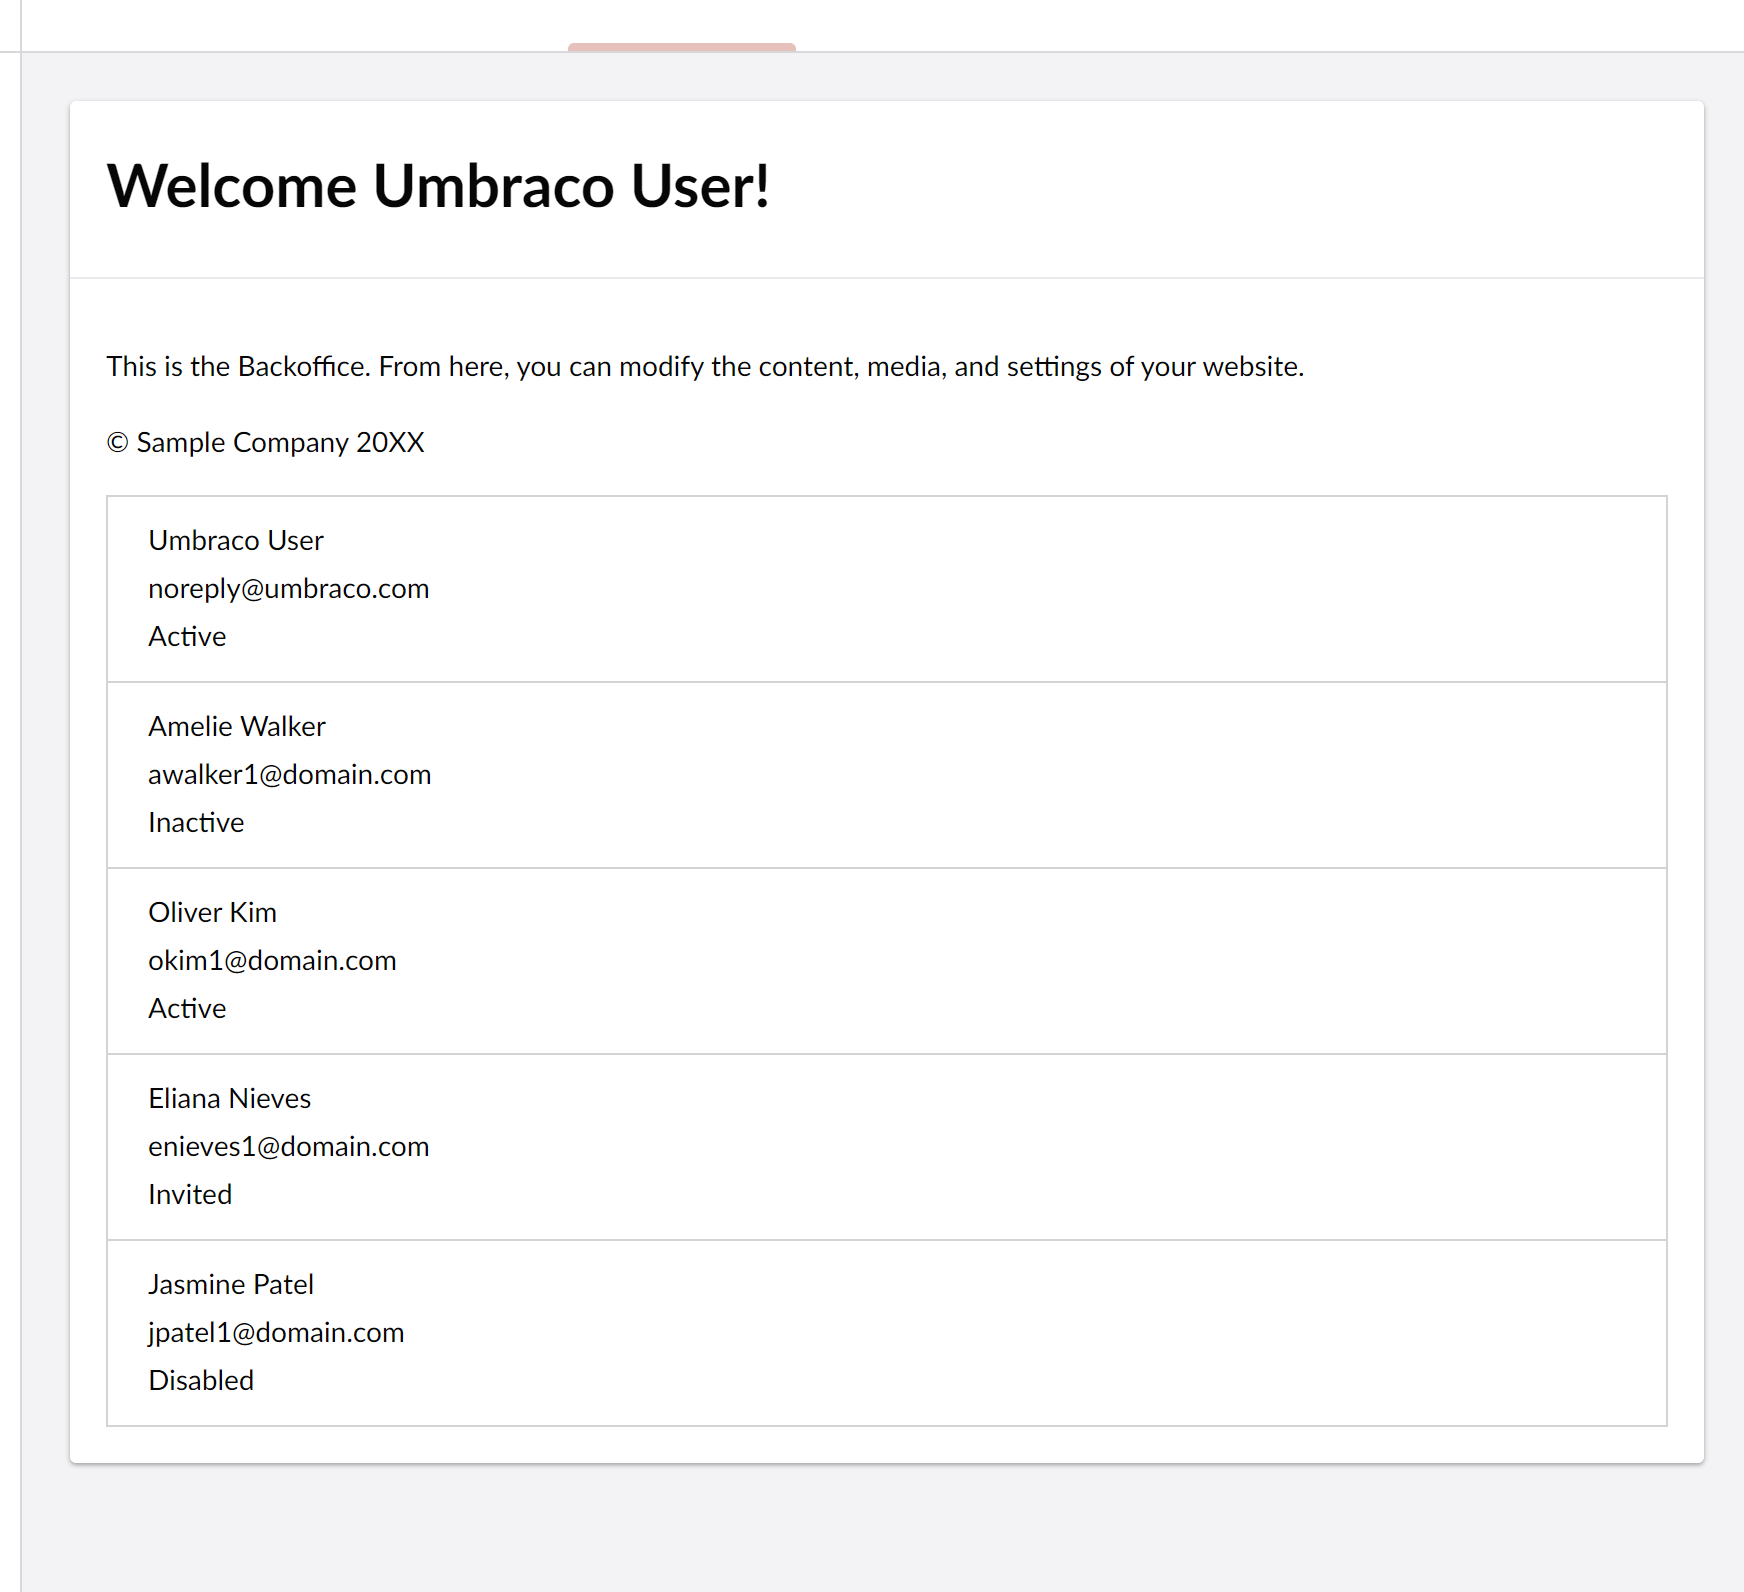 Welcome Umbraco User!
This is the Backoffice. From here, you can modify the content, media, and settings of your website.
© Sample Company 20XX
Umbraco User
noreply@umbraco.com
Active
Amelie Walker
awalker1@domain.com
Inactive
Oliver Kim
okim1@domain.com
Active
Eliana Nieves
enieves1@domain.com
Invited
Jasmine Patel
jpatel1@domain.com
Disabled